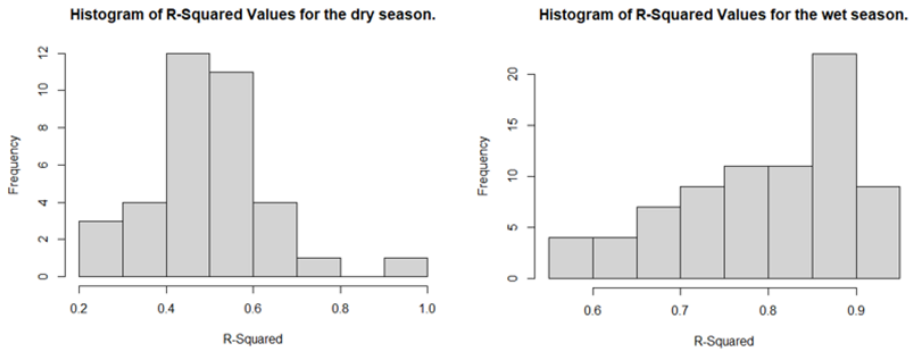 Histogram of R-Squared Values for the dry season.
Frequency
12
10
8
6
4
2
0
0.2 0.4 0.6 0.8 1.0
R-Squared
Histogram of R-Squared Values for the wet season.
Frequency
20
15
10
5
0
0.6 0.7 0.8 0.9
R-Squared